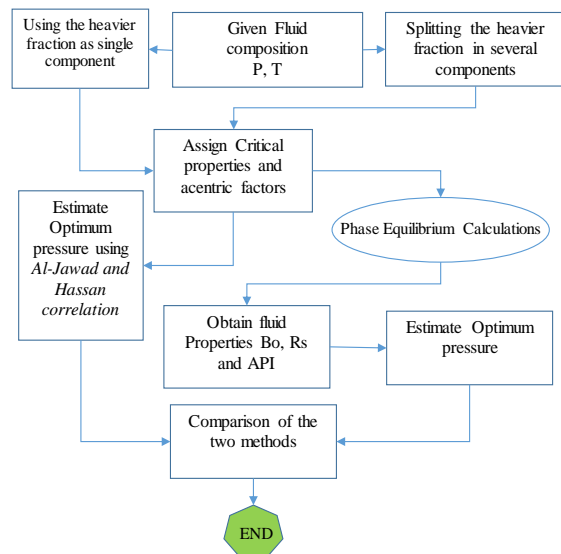 Using the heavier
fraction as single
component
Given Fluid
composition
P, T
Splitting the heavier
fraction in several
components
Assign Critical
properties and
acentric factors
Estimate
Optimum
pressure using
Al-Jawad and
Hassan
correlation
Phase Equilibrium Calculations
Obtain fluid
Properties Bo, Rs
and API
Estimate Optimum
pressure
Comparison of the
two methods
END